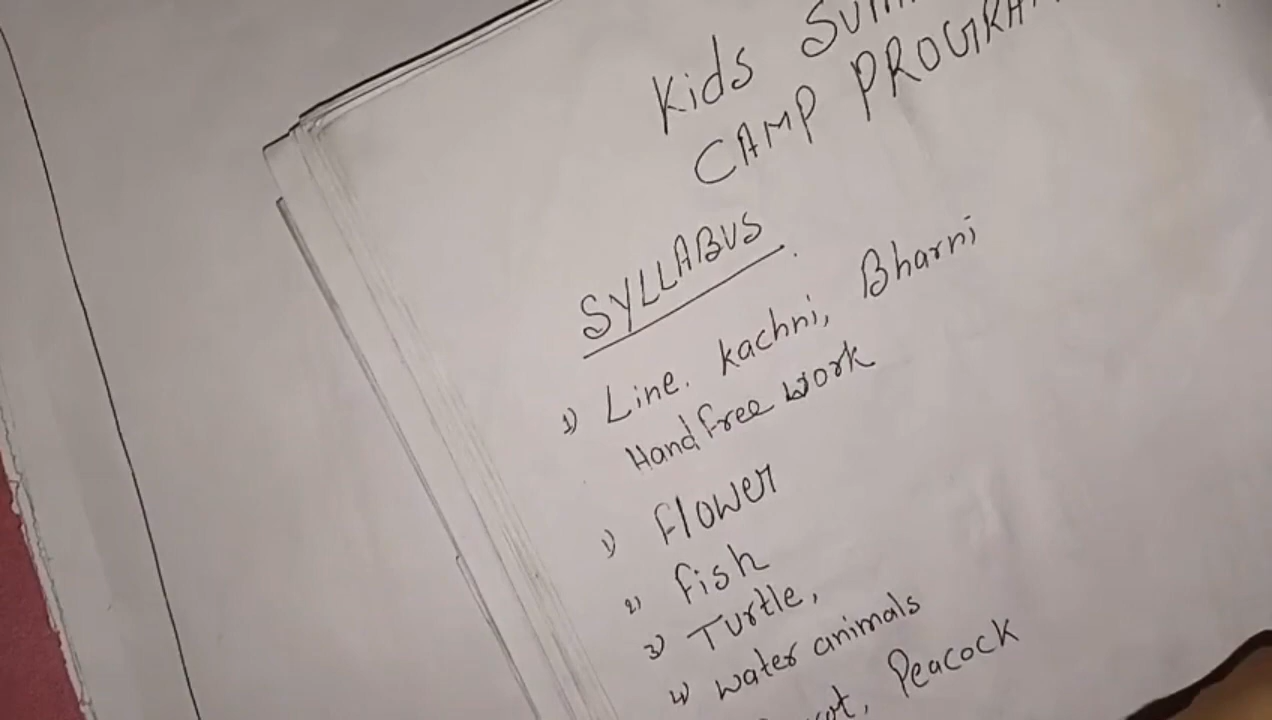 Kids
CAMP
SYLLABUS
1) Line. kachni, Bharni
Hand free work
1) Flower
2) Fish
3) Turtle,
4) water animals
Peacock